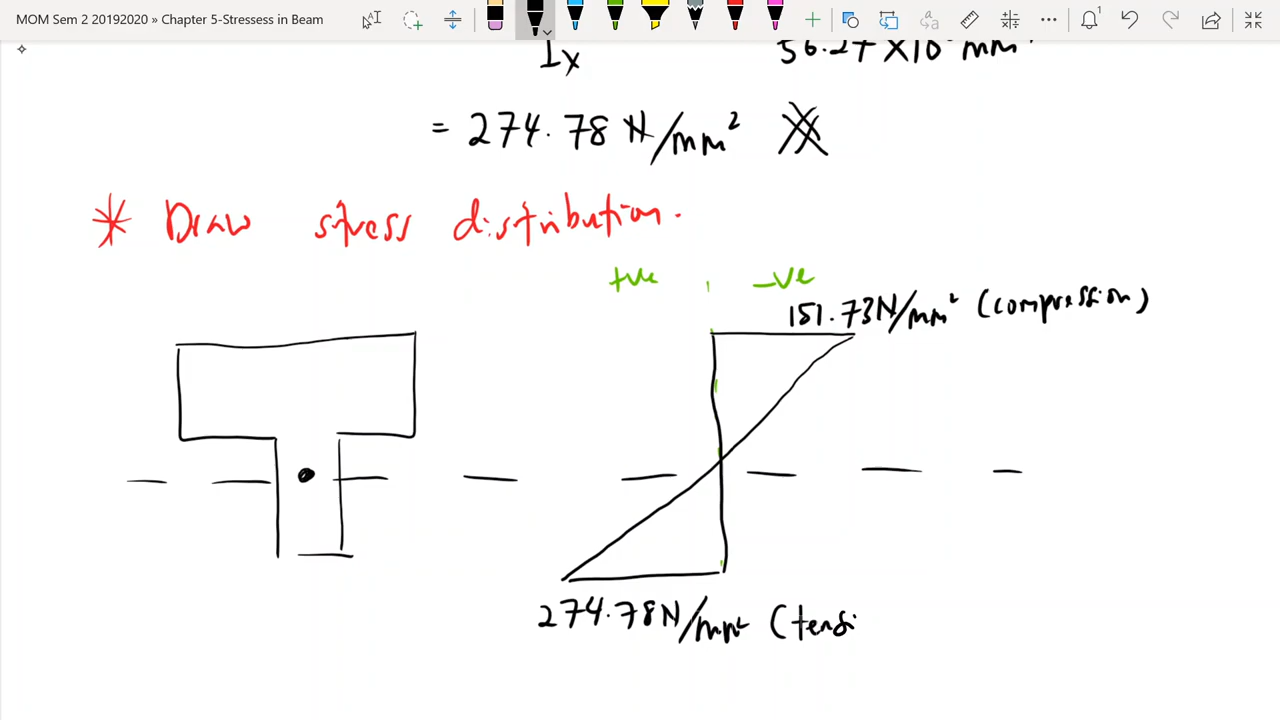 MOM Sem 2 20192020 » Chapter 5-Stressess in Beam
Ix
= 274.78 N/mm²
* Draw stress distribution.
+ve -ve
151.73N/mm² (compression)
274.78N/mm² (tensi